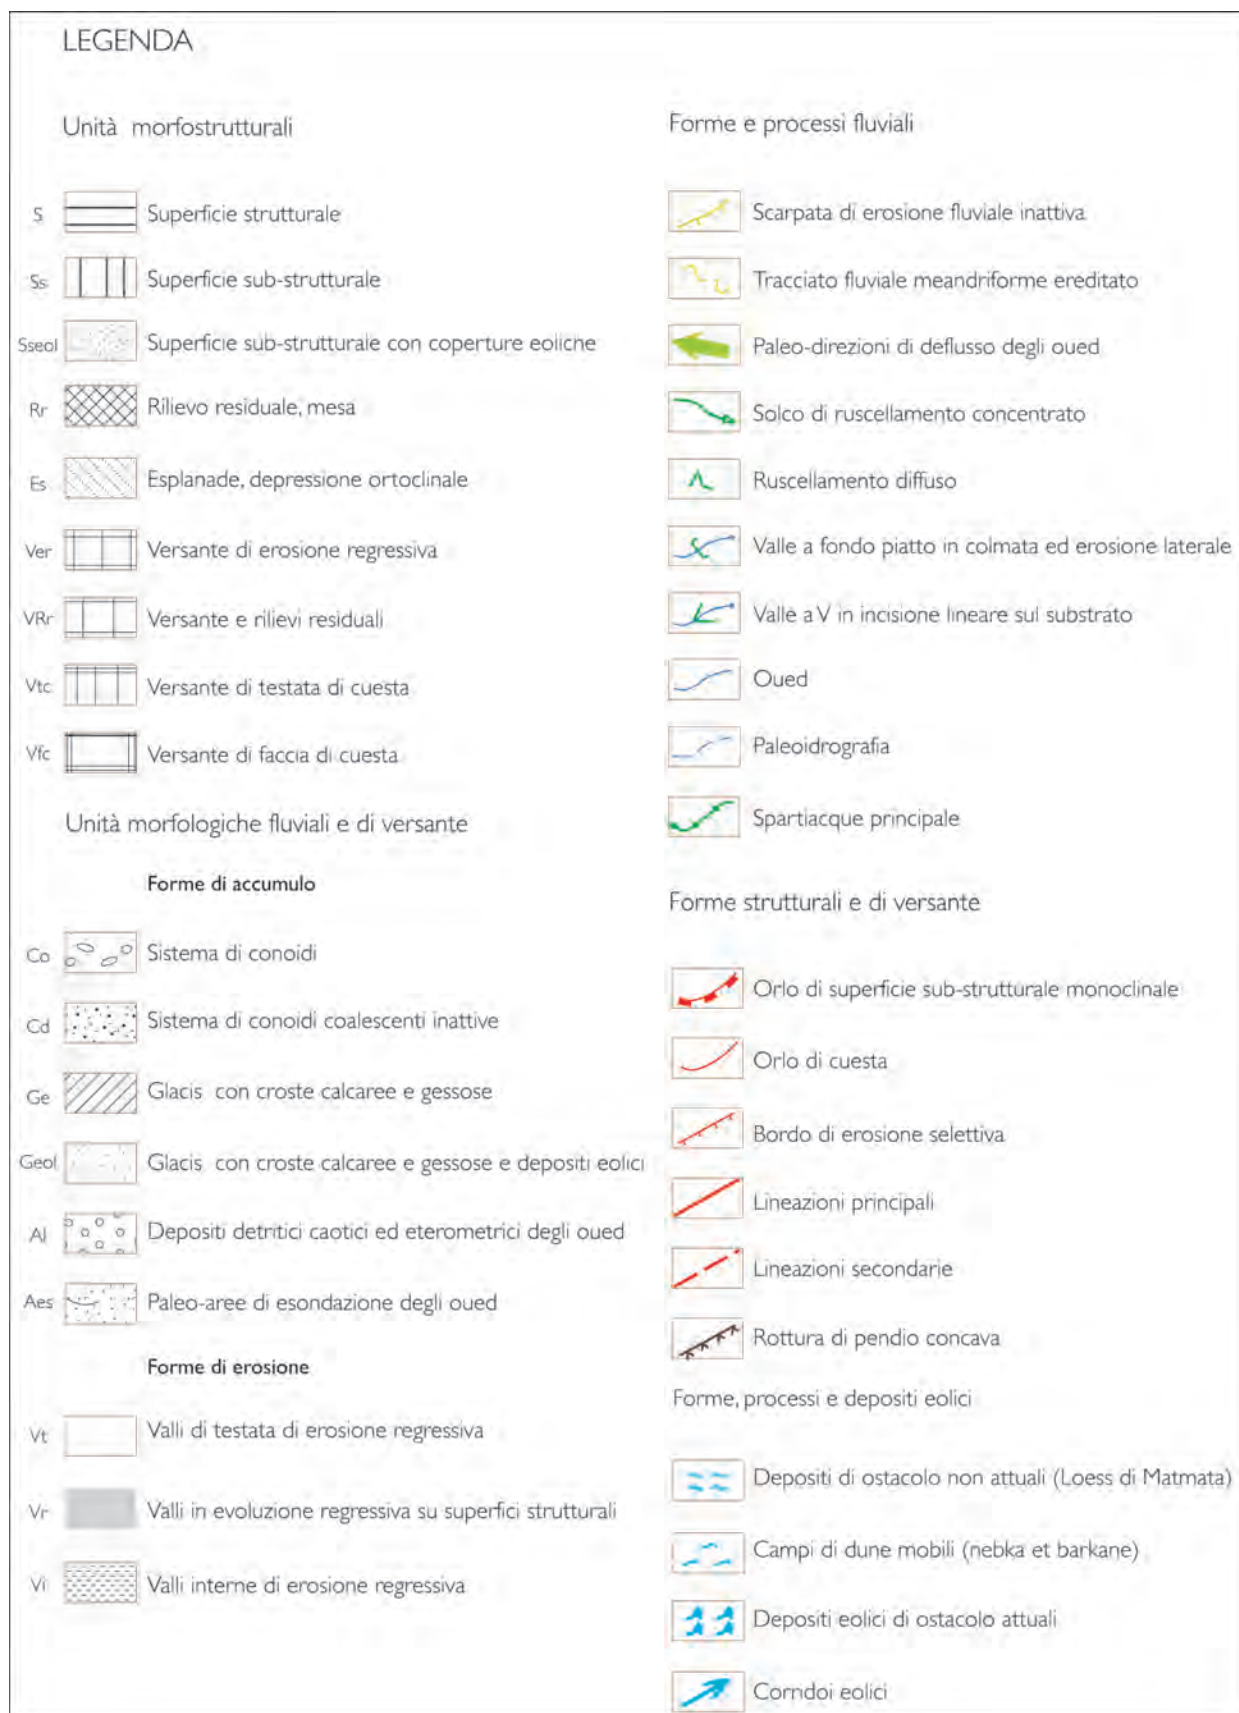 LEGENDA
Unità morfostrutturali
S Superficie strutturale
Ss Superficie sub-strutturale
Sseol Superficie sub-strutturale con coperture eoliche
Rr Rilievo residuale, mesa
Es Esplanade, depressione ortoclinale
Ver Versante di erosione regressiva
VRr Versante e rilievi residuali
Vtc Versante di testata di cuesta
Vfc Versante di faccia di cuesta
Unità morfologiche fluviali e di versante
Forme di accumulo
Co Sistema di conoidi
Cd Sistema di conoidi coalescenti inattive
Ge Glacis con croste calcaree e gessose
Geol Glacis con croste calcaree e gessose e depositi eolici
Al Depositi detritici caotici ed eterometrici degli oued
Aes Paleo-aree di esondazione degli oued
Forme di erosione
Vt Valli di testata di erosione regressiva
Vr Valli in evoluzione regressiva su superfici strutturali
Vi Valli interne di erosione regressiva
Forme e processi fluviali
Scarpata di erosione fluviale inattiva
Tracciato fluviale meandriforme ereditato
Paleo-direzioni di deflusso degli oued
Solco di ruscellamento concentrato
Ruscellamento diffuso
Valle a fondo piatto in colmata ed erosione laterale
Valle a V in incisione lineare sul substrato
Oued
Paleoidrografia
Spartiacque principale
Forme strutturali e di versante
Orlo di superficie sub-strutturale monoclinale
Orlo di cuesta
Bordo di erosione selettiva
Lineazioni principali
Lineazioni secondarie
Rottura di pendio concava
Forme, processi e depositi eolici
Depositi di ostacolo non attuali (Loess di Matmata)
Campi di dune mobili (nebka et barkane)
Depositi eolici di ostacolo attuali
Corridoi eolici